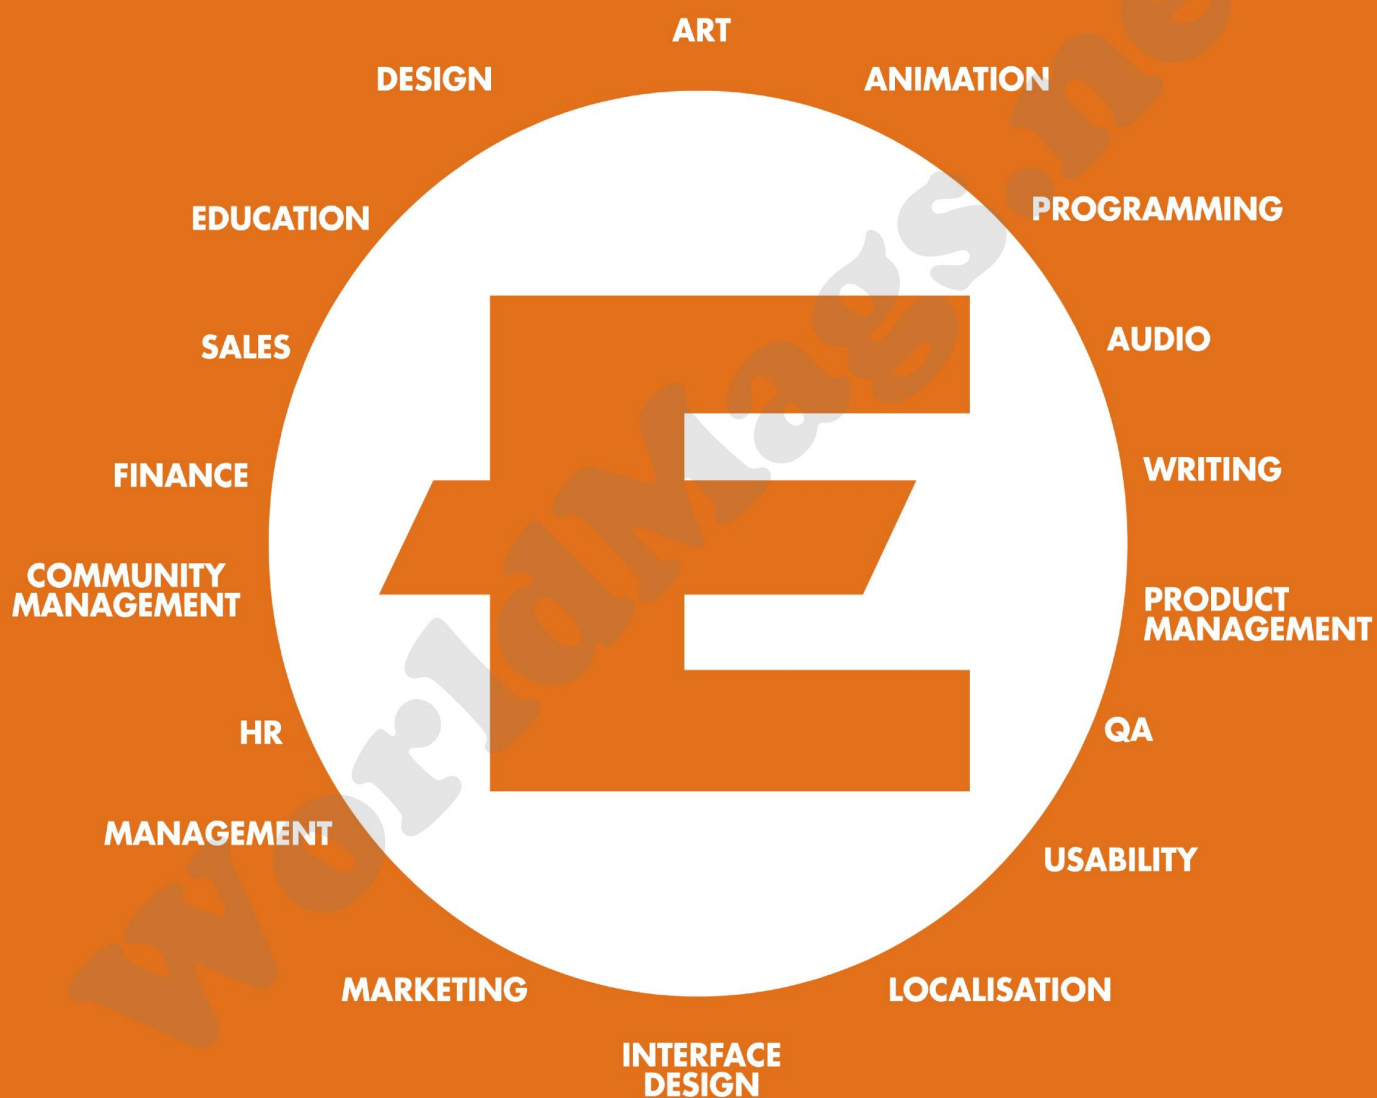 ART
DESIGN
ANIMATION
EDUCATION
PROGRAMMING
SALES
AUDIO
FINANCE
WRITING
COMMUNITY
MANAGEMENT
PRODUCT
MANAGEMENT
HR
QA
MANAGEMENT
USABILITY
MARKETING
LOCALISATION
INTERFACE
DESIGN
E
WorldMags.ne